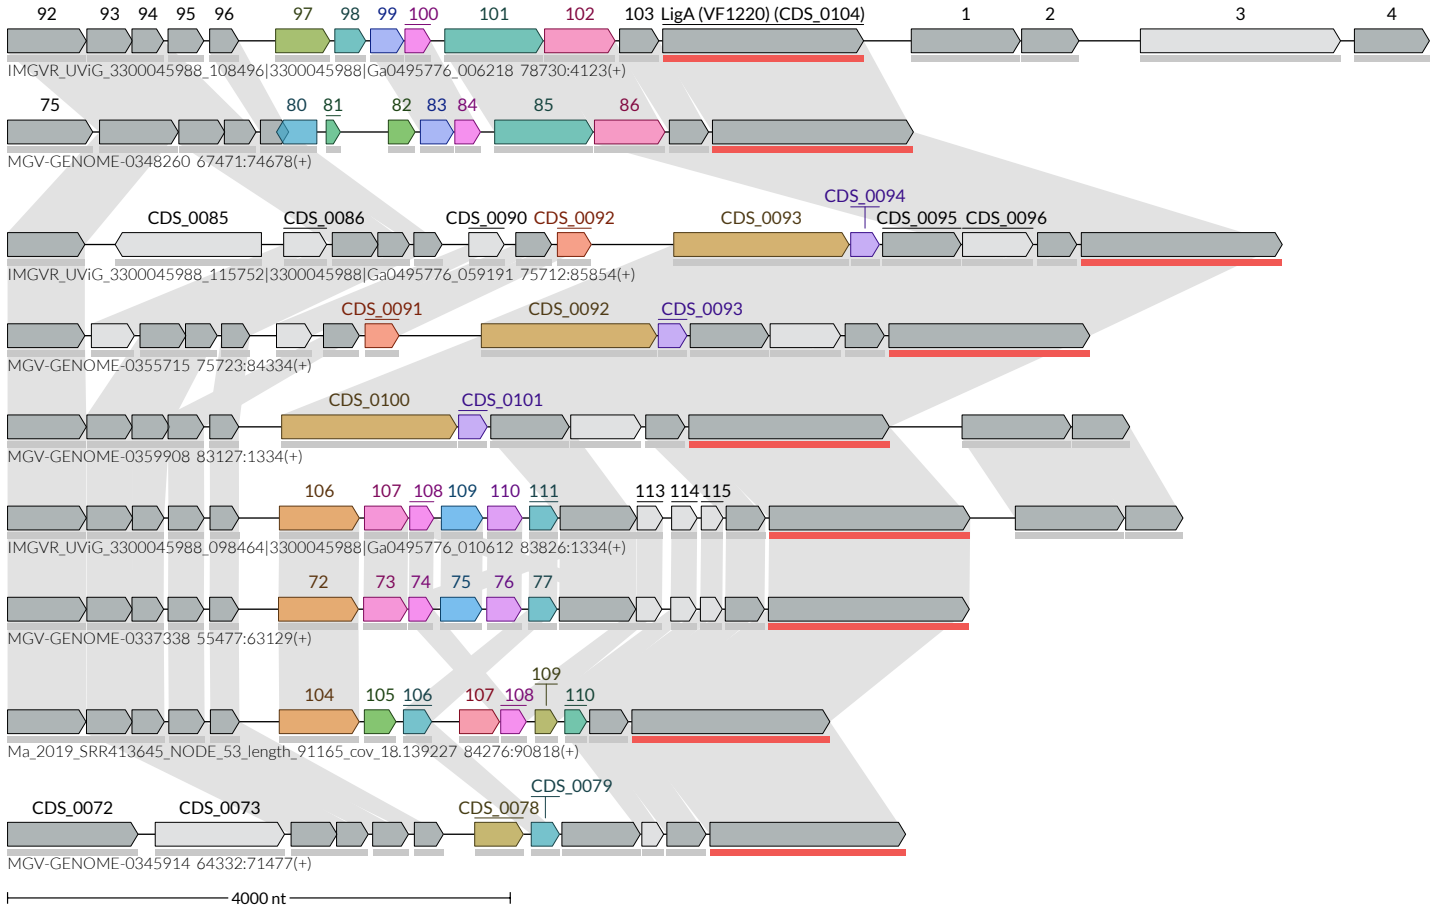 92 93 94 95 96 97 98 99 100 101 102 103 LigA (VF1220) (CDS_0104) 1 2 3 4
IMGVR_UViG_3300045988_108496|3300045988|Ga0495776_006218 78730:4123(+)
75 80 81 82 83 84 85 86
MGV-GENOME-0348260 67471:74678(+)
CDS_0094
CDS_0085 CDS_0086 CDS_0090 CDS_0092 CDS_0093 CDS_0095 CDS_0096
IMGVR_UViG_3300045988_115752|3300045988|Ga0495776_059191 75712:85854(+)
CDS_0091 CDS_0092 CDS_0093
MGV-GENOME-0355715 75723:84334(+)
CDS_0100 CDS_0101
MGV-GENOME-0359908 83127:1334(+)
106 107 108 109 110 111 113 114 115
IMGVR_UViG_3300045988_098464|3300045988|Ga0495776_010612 83826:1334(+)
72 73 74 75 76 77
MGV-GENOME-0337338 55477:63129(+)
109
104 105 106 107 108 110
Ma_2019_SRR413645_NODE_53_length_91165_cov_18.139227 84276:90818(+)
CDS_0079
CDS_0072 CDS_0073 CDS_0078
MGV-GENOME-0345914 64332:71477(+)
4000 nt